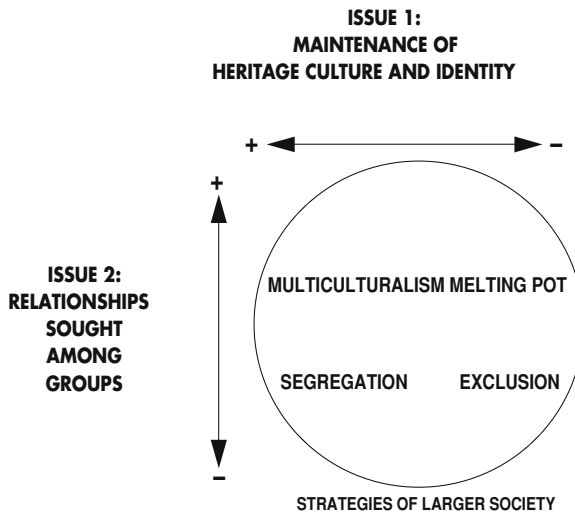 ISSUE 1:
MAINTENANCE OF
HERITAGE CULTURE AND IDENTITY
+ −
+
ISSUE 2:
RELATIONSHIPS
SOUGHT
AMONG
GROUPS
−
MULTICULTURALISM MELTING POT
SEGREGATION EXCLUSION
STRATEGIES OF LARGER SOCIETY